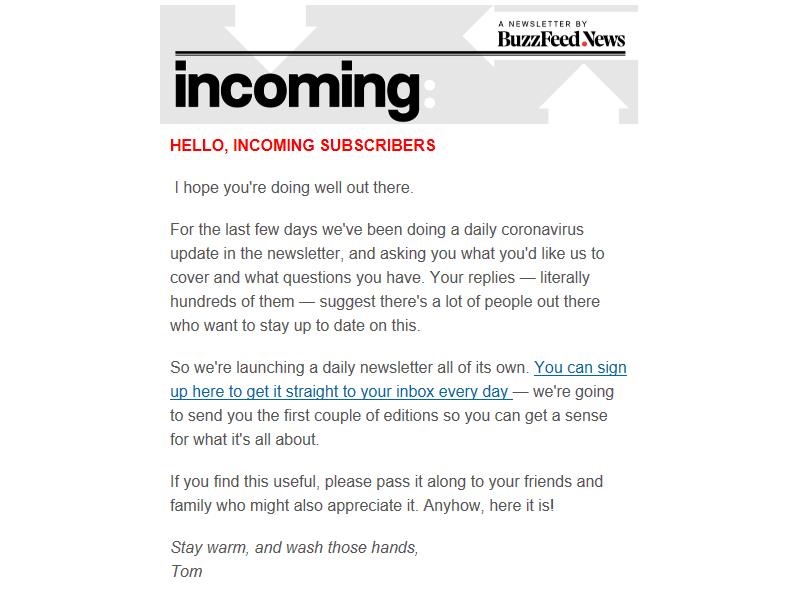 A NEWSLETTER BY
BuzzFeed.News
incoming:
HELLO, INCOMING SUBSCRIBERS
I hope you're doing well out there.
For the last few days we've been doing a daily coronavirus
update in the newsletter, and asking you what you'd like us to
cover and what questions you have. Your replies — literally
hundreds of them — suggest there's a lot of people out there
who want to stay up to date on this.
So we're launching a daily newsletter all of its own. You can sign
up here to get it straight to your inbox every day — we're going
to send you the first couple of editions so you can get a sense
for what it's all about.
If you find this useful, please pass it along to your friends and
family who might also appreciate it. Anyhow, here it is!
Stay warm, and wash those hands,
Tom